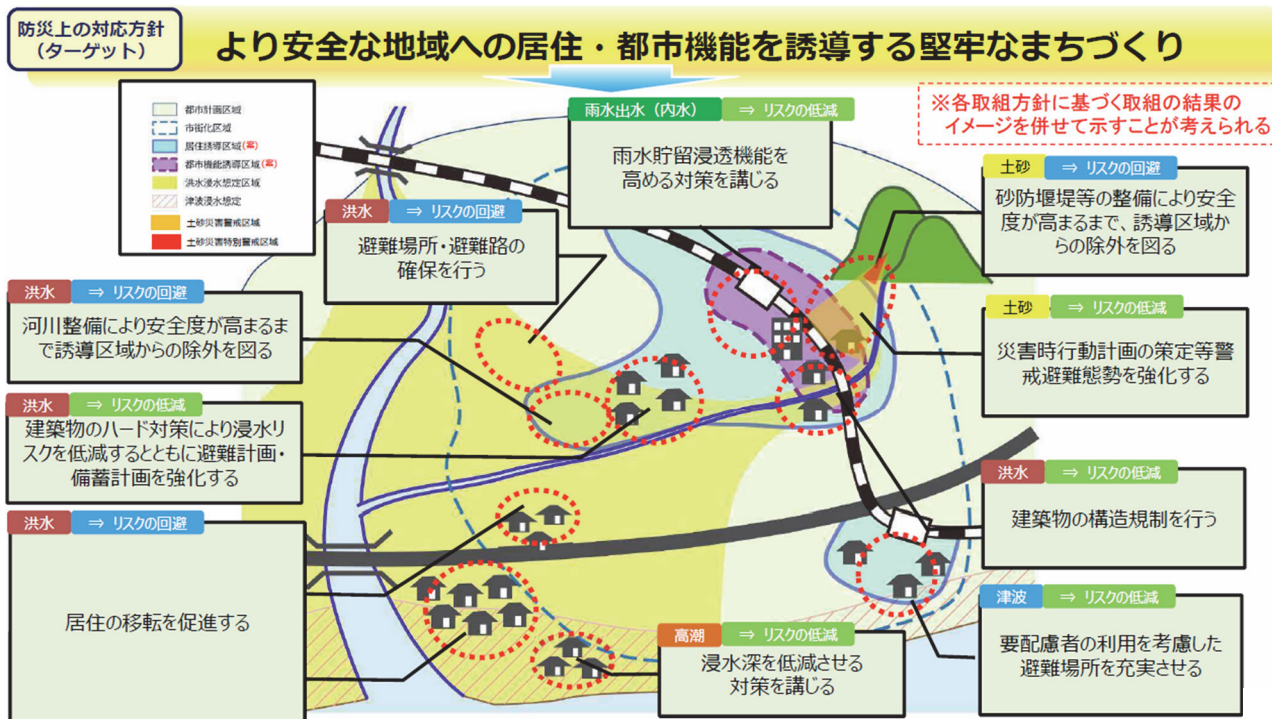 防災上の対応方針
（ターゲット）
より安全な地域への居住・都市機能を誘導する堅牢なまちづくり
都市計画区域
市街化区域
居住誘導区域(案)
都市機能誘導区域(案)
洪水浸水想定区域
津波浸水想定
土砂災害警戒区域
土砂災害特別警戒区域
雨水出水（内水） ⇒ リスクの低減
雨水貯留浸透機能を
高める対策を講じる
※各取組方針に基づく取組の結果の
イメージを併せて示すことが考えられる
土砂 ⇒ リスクの回避
砂防堰堤等の整備により安全
度が高まるまで、誘導区域か
らの除外を図る
洪水 ⇒ リスクの回避
避難場所・避難路の
確保を行う
洪水 ⇒ リスクの回避
河川整備により安全度が高まるま
で誘導区域からの除外を図る
土砂 ⇒ リスクの低減
災害時行動計画の策定等警
戒避難態勢を強化する
洪水 ⇒ リスクの低減
建築物のハード対策により浸水リ
スクを低減するとともに避難計画・
備蓄計画を強化する
洪水 ⇒ リスクの低減
建築物の構造規制を行う
洪水 ⇒ リスクの回避
居住の移転を促進する
高潮 ⇒ リスクの低減
浸水深を低減させる
対策を講じる
津波 ⇒ リスクの低減
要配慮者の利用を考慮した
避難場所を充実させる